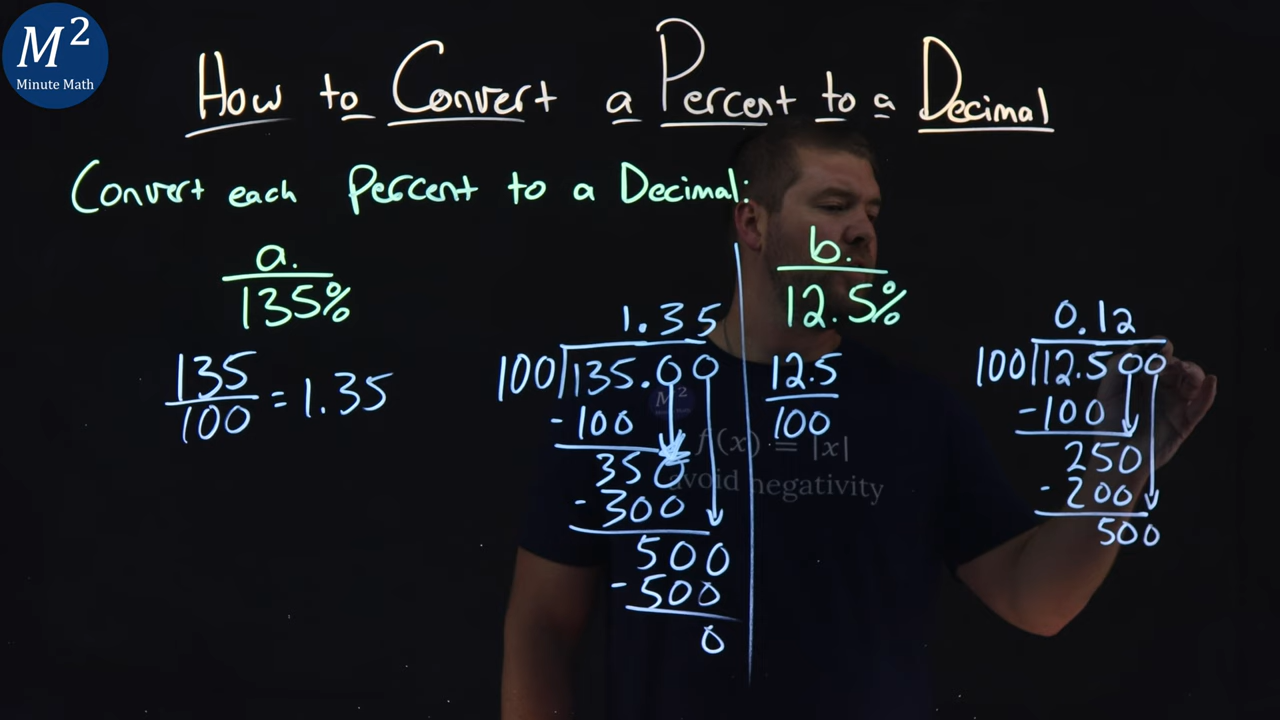 M²
Minute Math
How to Convert a Percent to a Decimal
Convert each Percent to a Decimal:
a.
135%
135
100
= 1.35
1.35
100 135.00
-100
350
-300
500
-500
0
M²
f(x) = |x|
avoid negativity
b.
12.5%
12.5
100
0.12
100 12.500
-100
250
-200
500